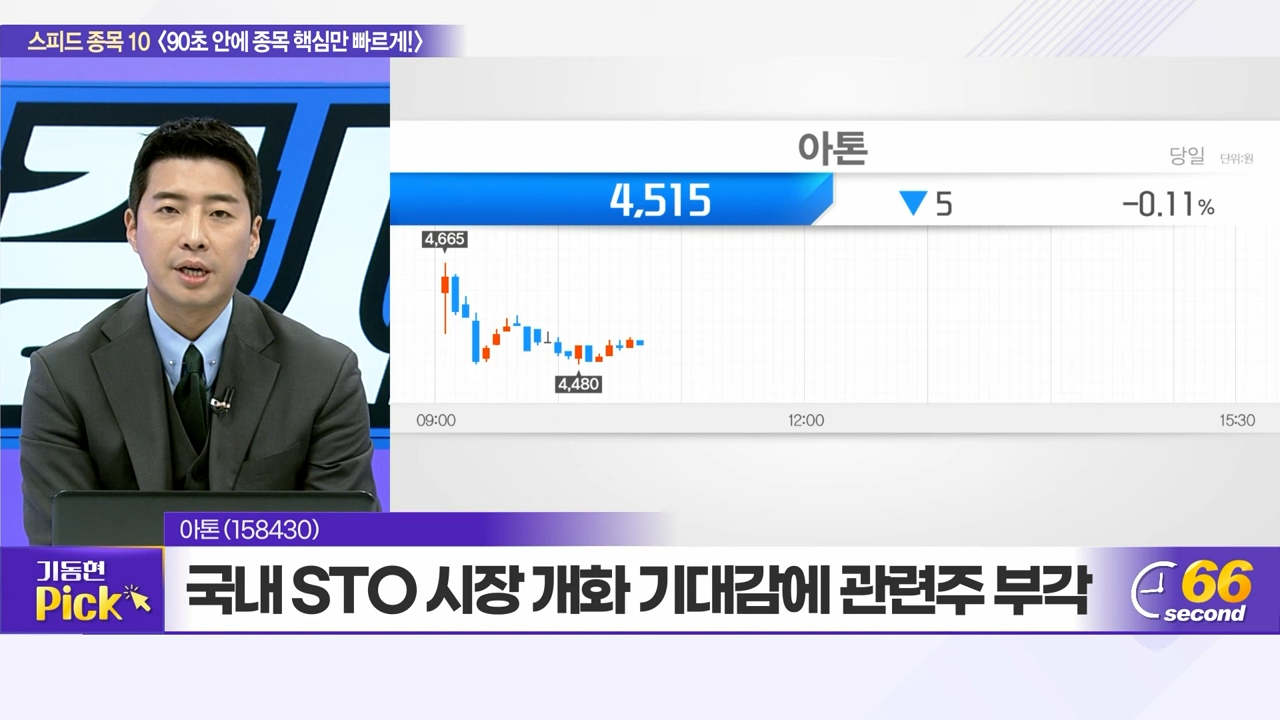 스피드 종목 10 〈90초 안에 종목 핵심만 빠르게!〉
아톤
당일 단위:원
4,515 ▼ 5 -0.11%
4,665
4,480
09:00 12:00 15:30
아톤(158430)
기동현
Pick
국내 STO 시장 개화 기대감에 관련주 부각
66
second